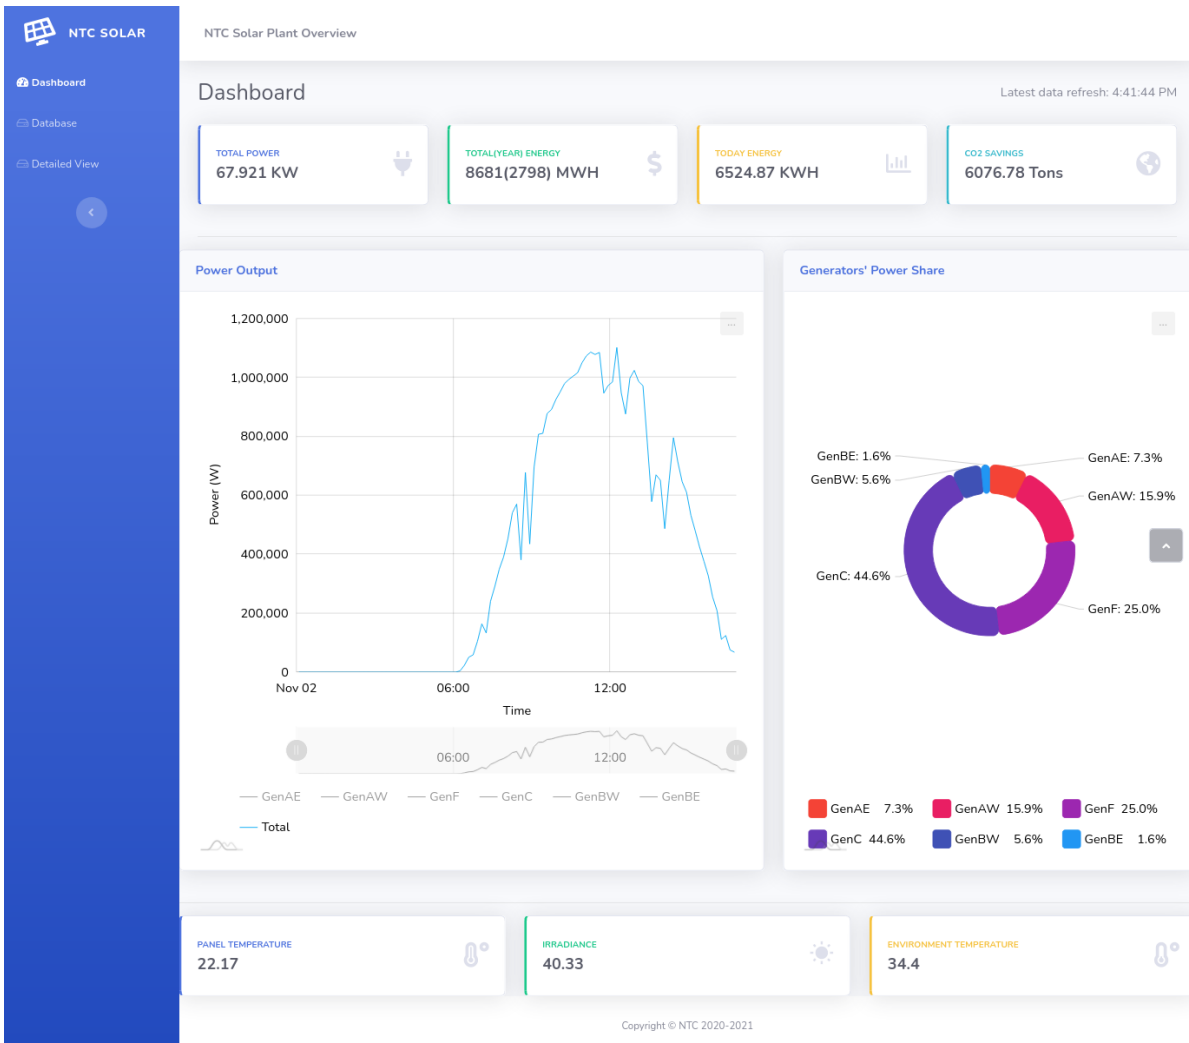 NTC SOLAR
NTC Solar Plant Overview
Dashboard
Database
Detailed View
Dashboard
Latest data refresh: 4:41:44 PM
TOTAL POWER
67.921 KW
TOTAL(YEAR) ENERGY
8681(2798) MWH
TODAY ENERGY
6524.87 KWH
CO2 SAVINGS
6076.78 Tons
Power Output
1,200,000
1,000,000
800,000
600,000
400,000
200,000
0
Power (W)
Nov 02 06:00 12:00
Time
06:00 12:00
GenAE GenAW GenF GenC GenBW GenBE
Total
Generators' Power Share
...
...
GenBE: 1.6%
GenBW: 5.6%
GenC: 44.6%
GenAE: 7.3%
GenAW: 15.9%
GenF: 25.0%
GenAE 7.3% GenAW 15.9% GenF 25.0%
GenC 44.6% GenBW 5.6% GenBE 1.6%
PANEL TEMPERATURE
22.17
IRRADIANCE
40.33
ENVIRONMENT TEMPERATURE
34.4
Copyright © NTC 2020-2021